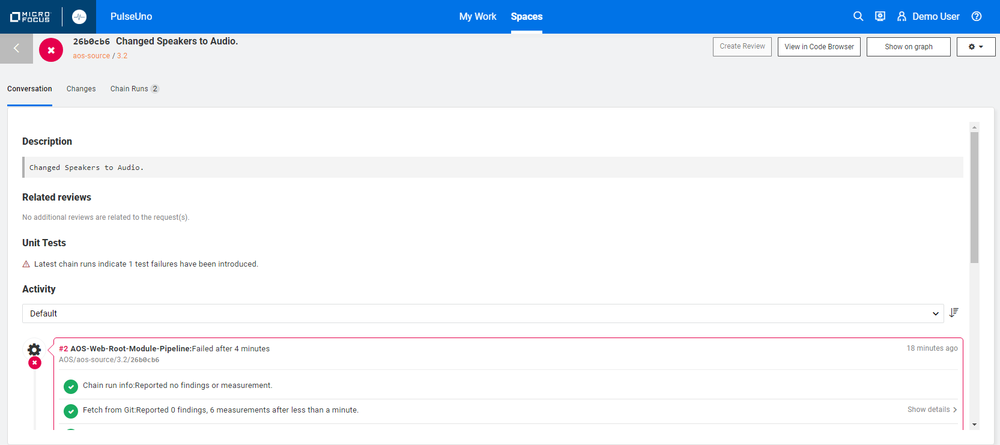 MICRO FOCUS
PulseUno
My Work
Spaces
Demo User
26b0cb6 Changed Speakers to Audio.
aos-source / 3.2
Create Review
View in Code Browser
Show on graph
Conversation
Changes
Chain Runs 2
Description
Changed Speakers to Audio.
Related reviews
No additional reviews are related to the request(s).
Unit Tests
Latest chain runs indicate 1 test failures have been introduced.
Activity
Default
#2 AOS-Web-Root-Module-Pipeline:Failed after 4 minutes
18 minutes ago
AOS/aos-source/3.2/26b0cb6
Chain run info:Reported no findings or measurement.
Fetch from Git:Reported 0 findings, 6 measurements after less than a minute.
Show details